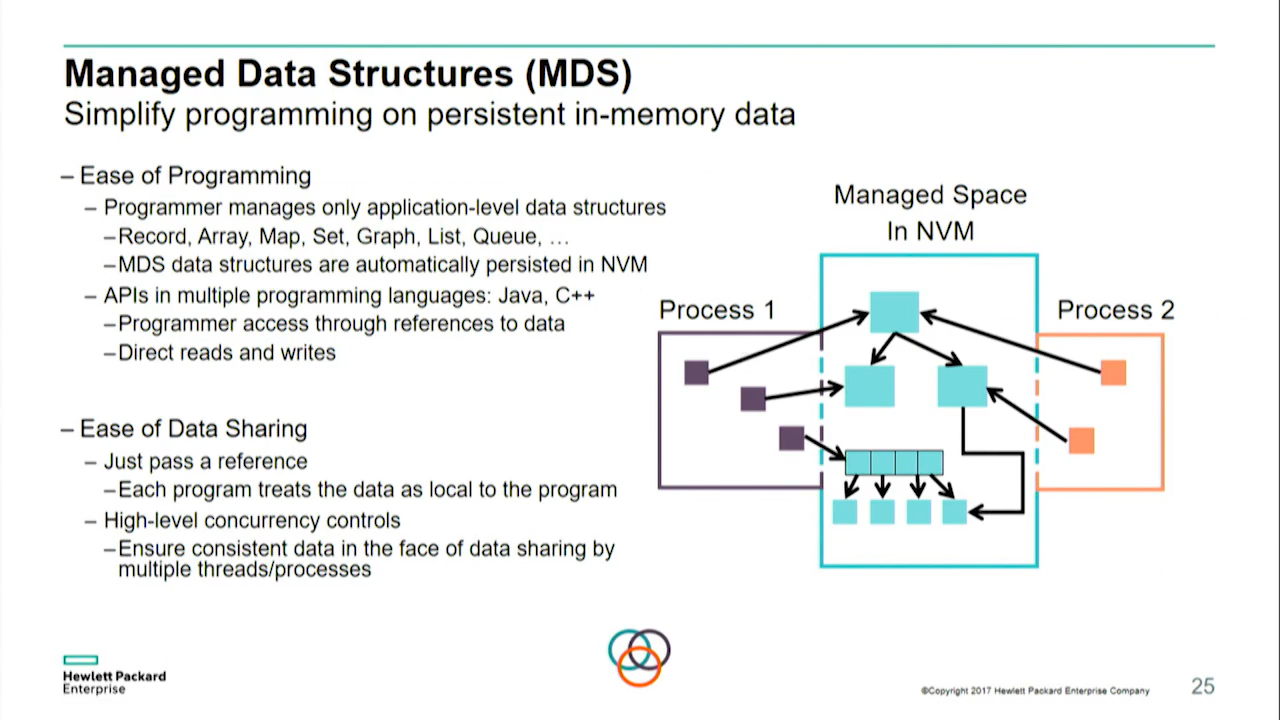 Managed Data Structures (MDS)
Simplify programming on persistent in-memory data
– Ease of Programming
– Programmer manages only application-level data structures
–Record, Array, Map, Set, Graph, List, Queue, …
–MDS data structures are automatically persisted in NVM
– APIs in multiple programming languages: Java, C++
–Programmer access through references to data
–Direct reads and writes
– Ease of Data Sharing
– Just pass a reference
–Each program treats the data as local to the program
– High-level concurrency controls
–Ensure consistent data in the face of data sharing by
multiple threads/processes
Managed Space
In NVM
Process 1
Process 2
Hewlett Packard
Enterprise
©Copyright 2017 Hewlett Packard Enterprise Company
25